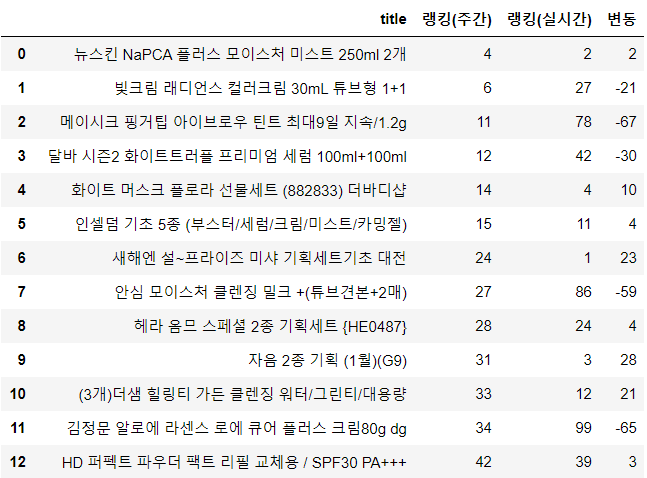 title 랭킹(주간) 랭킹(실시간) 변동
0 뉴스킨 NaPCA 플러스 모이스처 미스트 250ml 2개 4 2 2
1 빛크림 래디언스 컬러크림 30mL 튜브형 1+1 6 27 -21
2 메이시크 핑거팁 아이브로우 틴트 최대9일 지속/1.2g 11 78 -67
3 달바 시즌2 화이트트러플 프리미엄 세럼 100ml+100ml 12 42 -30
4 화이트 머스크 플로라 선물세트 (882833) 더바디샵 14 4 10
5 인셀덤 기초 5종 (부스터/세럼/크림/미스트/카밍젤) 15 11 4
6 새해엔 설~프라이즈 미샤 기획세트기초 대전 24 1 23
7 안심 모이스처 클렌징 밀크 +(튜브견본+2매) 27 86 -59
8 헤라 옴므 스페셜 2종 기획세트 {HE0487} 28 24 4
9 자음 2종 기획 (1월)(G9) 31 3 28
10 (3개)더샘 힐링티 가든 클렌징 워터/그린티/대용량 33 12 21
11 김정문 알로에 라센스 로에 큐어 플러스 크림80g dg 34 99 -65
12 HD 퍼펙트 파우더 팩트 리필 교체용 / SPF30 PA+++ 42 39 3